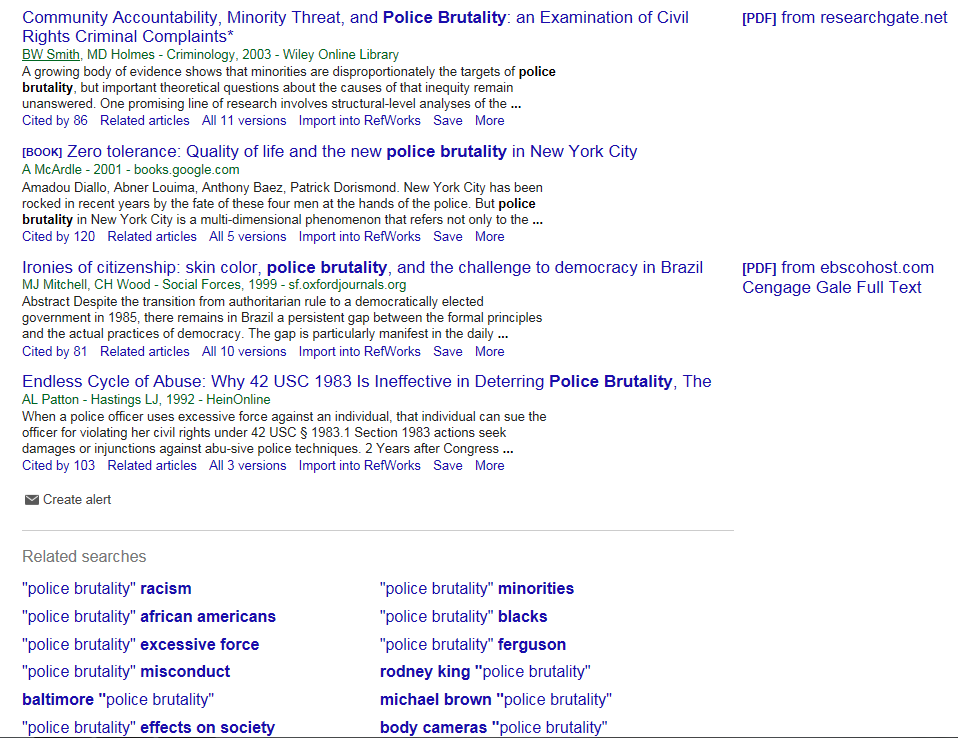 Community Accountability, Minority Threat, and Police Brutality: an Examination of Civil
Rights Criminal Complaints*
[PDF] from researchgate.net
BW Smith, MD Holmes - Criminology, 2003 - Wiley Online Library
A growing body of evidence shows that minorities are disproportionately the targets of police
brutality, but important theoretical questions about the causes of that inequity remain
unanswered. One promising line of research involves structural-level analyses of the ...
Cited by 86 Related articles All 11 versions Import into RefWorks Save More
[BOOK] Zero tolerance: Quality of life and the new police brutality in New York City
A McArdle - 2001 - books.google.com
Amadou Diallo, Abner Louima, Anthony Baez, Patrick Dorismond. New York City has been
rocked in recent years by the fate of these four men at the hands of the police. But police
brutality in New York City is a multi-dimensional phenomenon that refers not only to the ...
Cited by 120 Related articles All 5 versions Import into RefWorks Save More
Ironies of citizenship: skin color, police brutality, and the challenge to democracy in Brazil
[PDF] from ebscohost.com
Cengage Gale Full Text
MJ Mitchell, CH Wood - Social Forces, 1999 - sf.oxfordjournals.org
Abstract Despite the transition from authoritarian rule to a democratically elected
government in 1985, there remains in Brazil a persistent gap between the formal principles
and the actual practices of democracy. The gap is particularly manifest in the daily ...
Cited by 81 Related articles All 10 versions Import into RefWorks Save More
Endless Cycle of Abuse: Why 42 USC 1983 Is Ineffective in Deterring Police Brutality, The
AL Patton - Hastings LJ, 1992 - HeinOnline
When a police officer uses excessive force against an individual, that individual can sue the
officer for violating her civil rights under 42 USC § 1983.1 Section 1983 actions seek
damages or injunctions against abu-sive police techniques. 2 Years after Congress ...
Cited by 103 Related articles All 3 versions Import into RefWorks Save More
Create alert
Related searches
"police brutality" racism
"police brutality" minorities
"police brutality" african americans
"police brutality" blacks
"police brutality" excessive force
"police brutality" ferguson
"police brutality" misconduct
rodney king "police brutality"
baltimore "police brutality"
michael brown "police brutality"
"police brutality" effects on society
body cameras "police brutality"